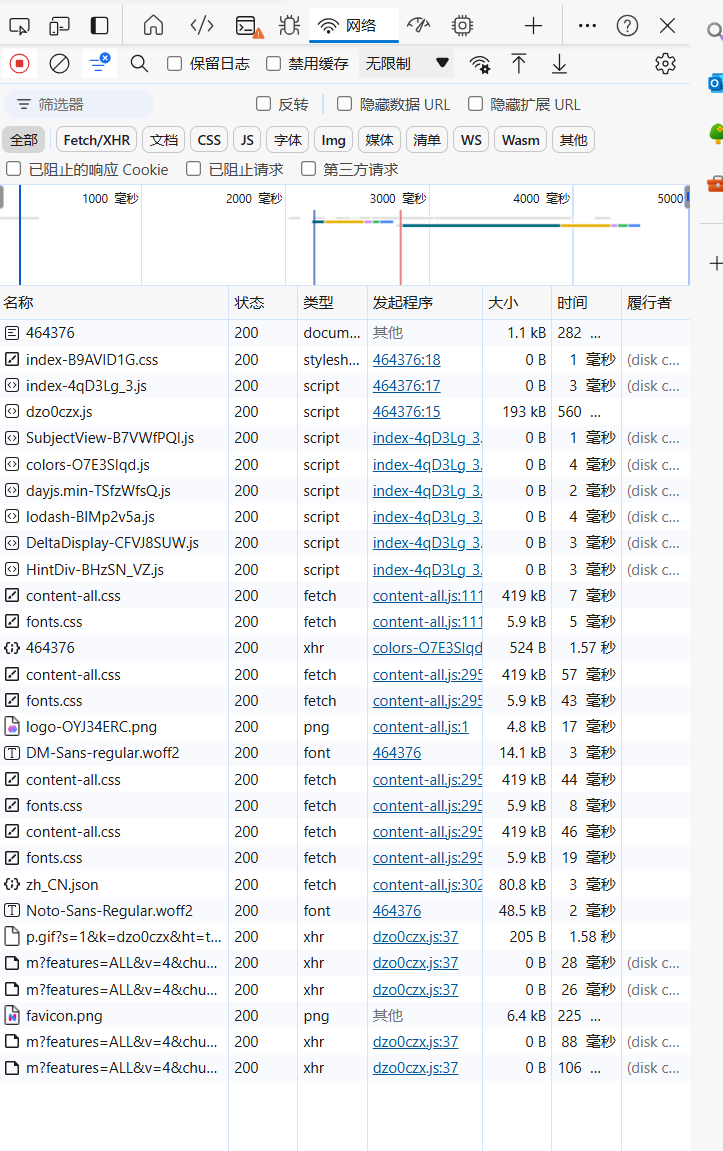 网络
保留日志 禁用缓存 无限制
筛选器 反转 隐藏数据 URL 隐藏扩展 URL
全部 Fetch/XHR 文档 CSS JS 字体 Img 媒体 清单 WS Wasm 其他
已阻止的响应 Cookie 已阻止请求 第三方请求
1000 毫秒 2000 毫秒 3000 毫秒 4000 毫秒 5000
名称 状态 类型 发起程序 大小 时间 履行者
464376 200 docum... 其他 1.1 kB 282 ...
index-B9AVID1G.css 200 stylesh... 464376:18 0 B 1 毫秒 (disk c...
index-4qD3Lg_3.js 200 script 464376:17 0 B 3 毫秒 (disk c...
dzo0czx.js 200 script 464376:15 193 kB 560 ...
SubjectView-B7VWfPQI.js 200 script index-4qD3Lg_3. 0 B 1 毫秒 (disk c...
colors-O7E3SIqd.js 200 script index-4qD3Lg_3. 0 B 4 毫秒 (disk c...
dayjs.min-TSfzWfsQ.js 200 script index-4qD3Lg_3. 0 B 2 毫秒 (disk c...
lodash-BIMp2v5a.js 200 script index-4qD3Lg_3. 0 B 4 毫秒 (disk c...
DeltaDisplay-CFVJ8SUW.js 200 script index-4qD3Lg_3. 0 B 3 毫秒 (disk c...
HintDiv-BHzSN_VZ.js 200 script index-4qD3Lg_3. 0 B 3 毫秒 (disk c...
content-all.css 200 fetch content-all.js:111 419 kB 7 毫秒
fonts.css 200 fetch content-all.js:111 5.9 kB 5 毫秒
464376 200 xhr colors-O7E3SIqd 524 B 1.57 秒
content-all.css 200 fetch content-all.js:295 419 kB 57 毫秒
fonts.css 200 fetch content-all.js:295 5.9 kB 43 毫秒
logo-OYJ34ERC.png 200 png content-all.js:1 4.8 kB 17 毫秒
DM-Sans-regular.woff2 200 font 464376 14.1 kB 3 毫秒
content-all.css 200 fetch content-all.js:295 419 kB 44 毫秒
fonts.css 200 fetch content-all.js:295 5.9 kB 8 毫秒
content-all.css 200 fetch content-all.js:295 419 kB 46 毫秒
fonts.css 200 fetch content-all.js:295 5.9 kB 19 毫秒
zh_CN.json 200 fetch content-all.js:302 80.8 kB 3 毫秒
Noto-Sans-Regular.woff2 200 font 464376 48.5 kB 2 毫秒
p.gif?s=1&k=dzo0czx&ht=t... 200 xhr dzo0czx.js:37 205 B 1.58 秒
m?features=ALL&v=4&chu... 200 xhr dzo0czx.js:37 0 B 28 毫秒 (disk c...
m?features=ALL&v=4&chu... 200 xhr dzo0czx.js:37 0 B 26 毫秒 (disk c...
favicon.png 200 png 其他 6.4 kB 225 ...
m?features=ALL&v=4&chu... 200 xhr dzo0czx.js:37 0 B 88 毫秒 (disk c...
m?features=ALL&v=4&chu... 200 xhr dzo0czx.js:37 0 B 106 ... (disk c...